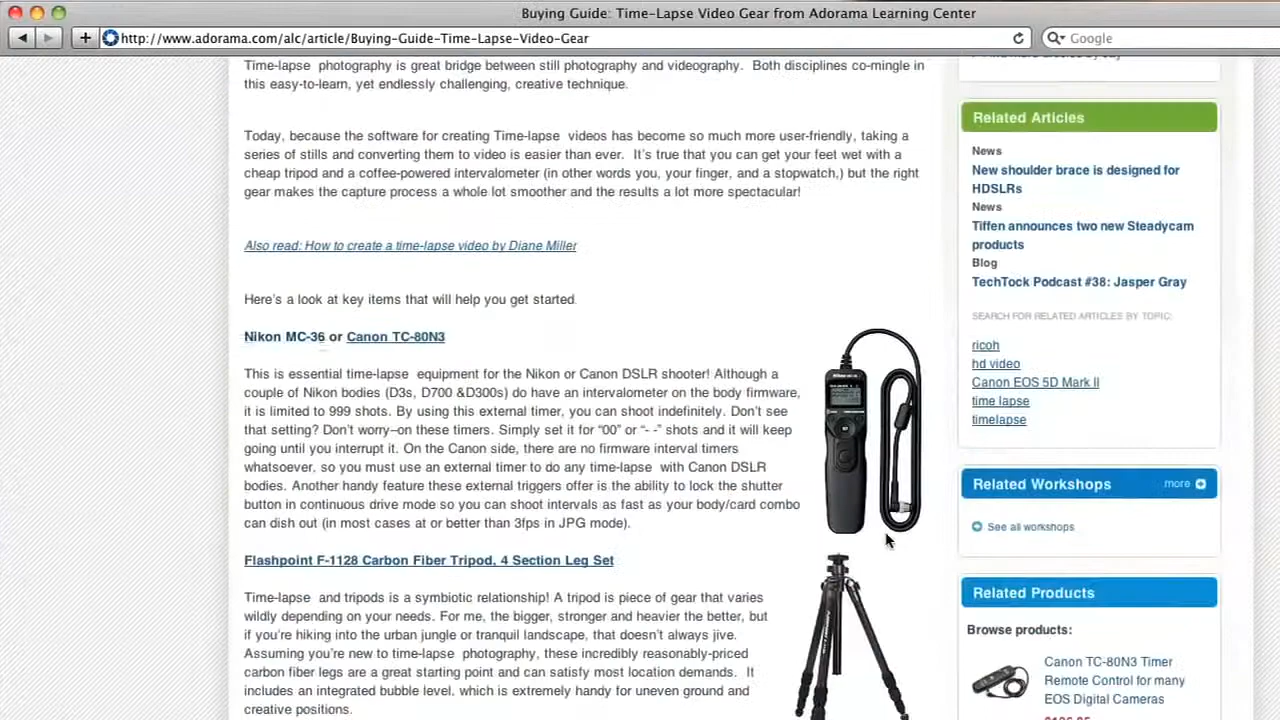 Buying Guide: Time-Lapse Video Gear from Adorama Learning Center
http://www.adorama.com/alc/article/Buying-Guide-Time-Lapse-Video-Gear
Google
Time-lapse photography is great bridge between still photography and videography. Both disciplines co-mingle in
this easy-to-learn, yet endlessly challenging, creative technique.
Today, because the software for creating Time-lapse videos has become so much more user-friendly, taking a
series of stills and converting them to video is easier than ever. It's true that you can get your feet wet with a
cheap tripod and a coffee-powered intervalometer (in other words you, your finger, and a stopwatch,) but the right
gear makes the capture process a whole lot smoother and the results a lot more spectacular!
Also read: How to create a time-lapse video by Diane Miller
Here's a look at key items that will help you get started.
Nikon MC-36 or Canon TC-80N3
This is essential time-lapse equipment for the Nikon or Canon DSLR shooter! Although a
couple of Nikon bodies (D3s, D700 &D300s) do have an intervalometer on the body firmware,
it is limited to 999 shots. By using this external timer, you can shoot indefinitely. Don't see
that setting? Don't worry–on these timers. Simply set it for “00” or “- -” shots and it will keep
going until you interrupt it. On the Canon side, there are no firmware interval timers
whatsoever, so you must use an external timer to do any time-lapse with Canon DSLR
bodies. Another handy feature these external triggers offer is the ability to lock the shutter
button in continuous drive mode so you can shoot intervals as fast as your body/card combo
can dish out (in most cases at or better than 3fps in JPG mode).
Flashpoint F-1128 Carbon Fiber Tripod, 4 Section Leg Set
Time-lapse and tripods is a symbiotic relationship! A tripod is piece of gear that varies
wildly depending on your needs. For me, the bigger, stronger and heavier the better, but
if you're hiking into the urban jungle or tranquil landscape, that doesn't always jive.
Assuming you're new to time-lapse photography, these incredibly reasonably-priced
carbon fiber legs are a great starting point and can satisfy most location demands. It
includes an integrated bubble level, which is extremely handy for uneven ground and
creative positions.
Related Articles
News
New shoulder brace is designed for
HDSLRs
News
Tiffen announces two new Steadycam
products
Blog
TechTock Podcast #38: Jasper Gray
SEARCH FOR RELATED ARTICLES BY TOPIC:
ricoh
hd video
Canon EOS 5D Mark II
time lapse
timelapse
Related Workshops
more
See all workshops
Related Products
Browse products:
Canon TC-80N3 Timer
Remote Control for many
EOS Digital Cameras